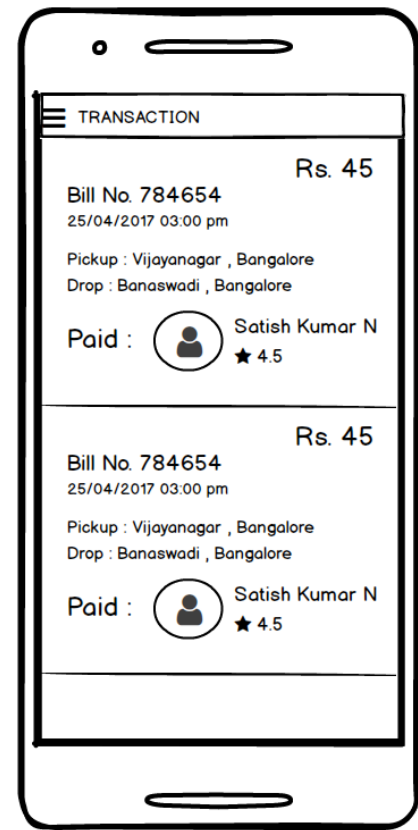 TRANSACTION
Rs. 45
Bill No. 784654
25/04/2017 03:00 pm
Pickup : Vijayanagar , Bangalore
Drop : Banaswadi , Bangalore
Paid :
Satish Kumar N
★ 4.5
Rs. 45
Bill No. 784654
25/04/2017 03:00 pm
Pickup : Vijayanagar , Bangalore
Drop : Banaswadi , Bangalore
Paid :
Satish Kumar N
★ 4.5